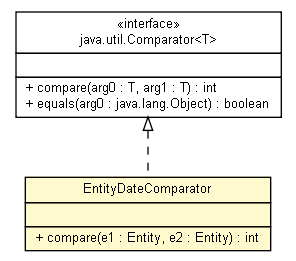 «interface»
java.util.Comparator<T>
+ compare(arg0 : T, arg1 : T) : int
+ equals(arg0 : java.lang.Object) : boolean
EntityDateComparator
+ compare(e1 : Entity, e2 : Entity) : int